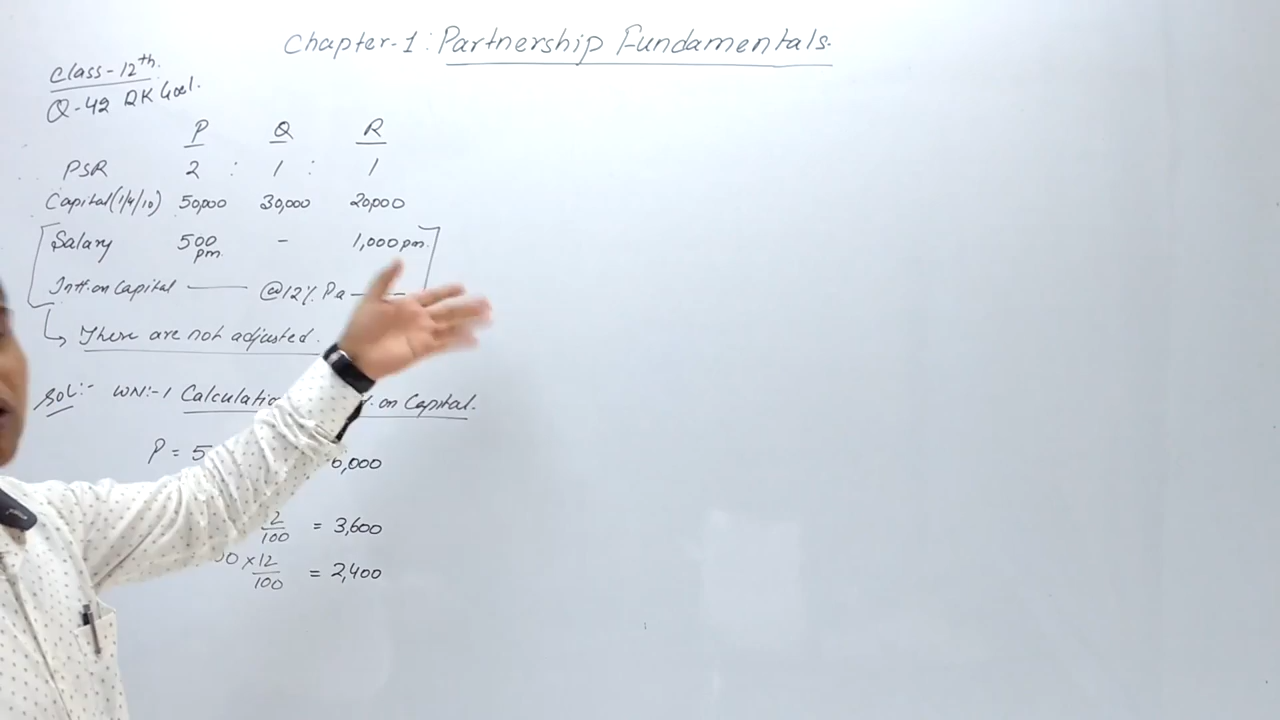 Chapter-1: Partnership Fundamentals.
Class-12th.
Q-42 RK Goel.
P Q R
PSR 2 : 1 : 1
Capital (1/4/10) 50,000 30,000 20,000
Salary 500 pm. - 1,000 pm.
Intt. on Capital —— @12% Pa ——
There are not adjusted.
Sol:- WN:-1 Calculatio on Capital.
P = 5 6,000
2/100 = 3,600
00 × 12/100 = 2,400